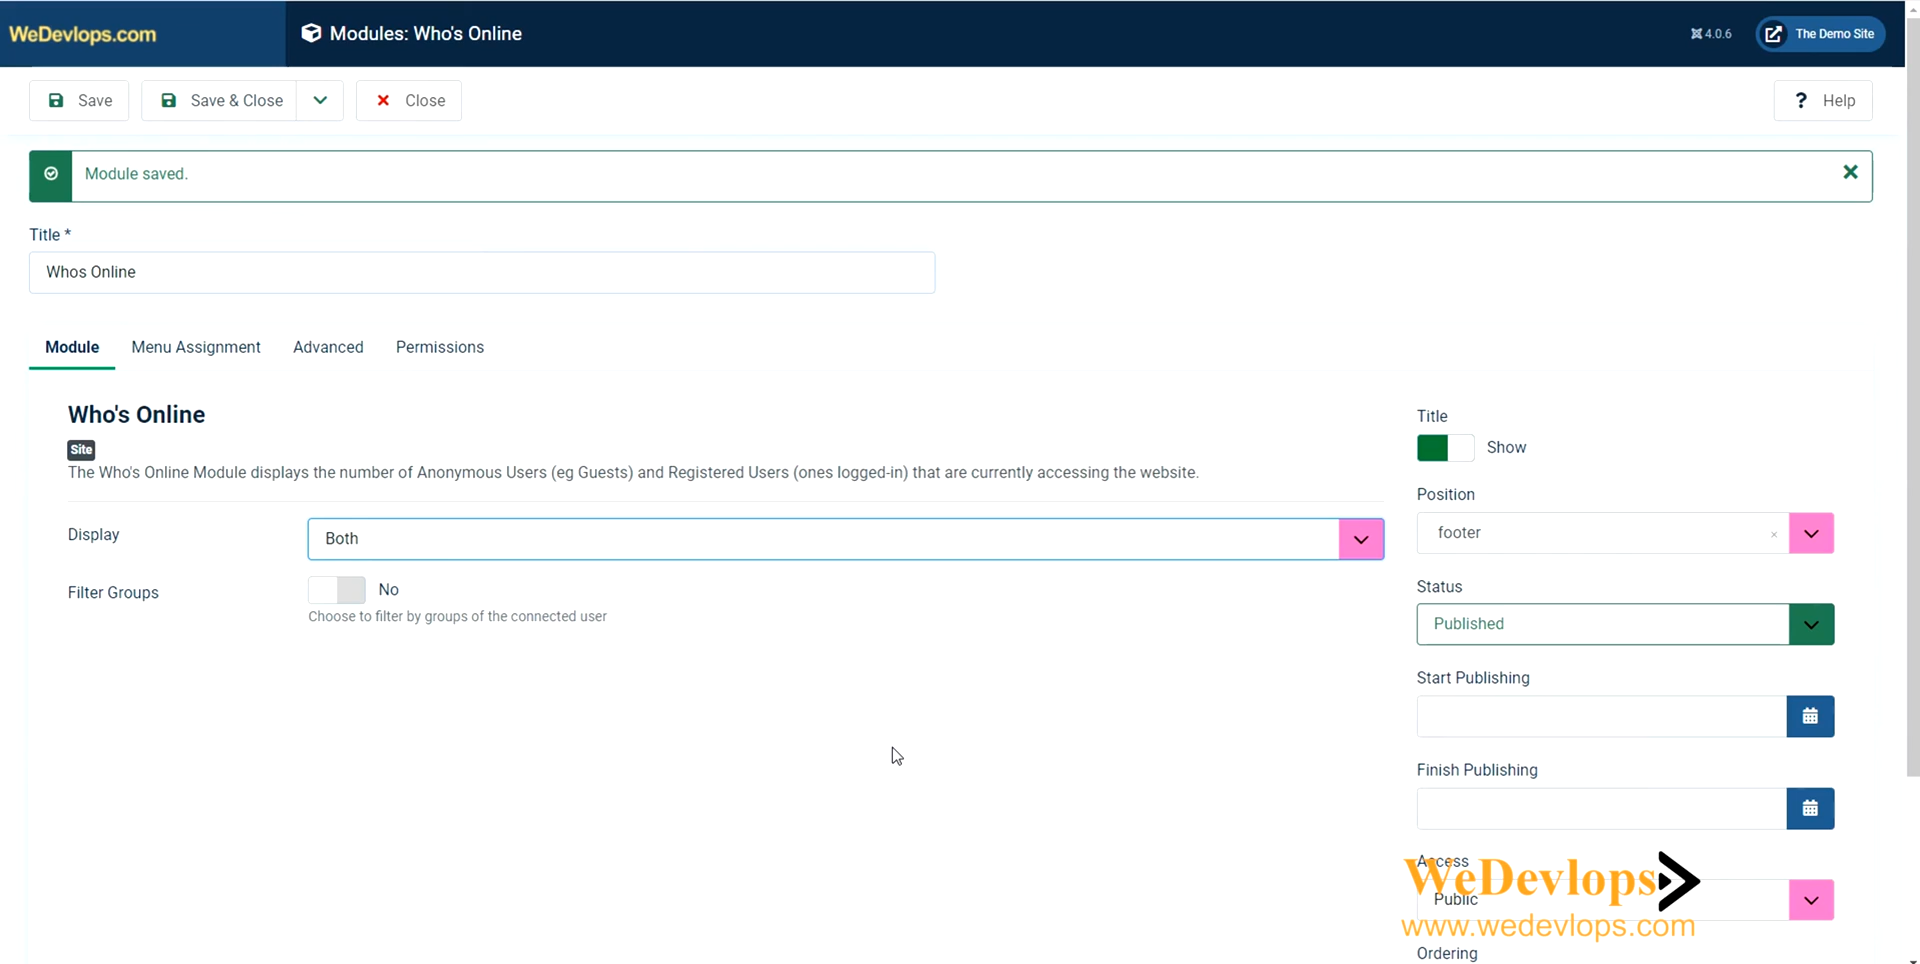 WeDevlops.com
Modules: Who's Online
4.0.6
The Demo Site
Save
Save & Close
Close
? Help
Module saved.
Title *
Whos Online
Module Menu Assignment Advanced Permissions
Who's Online
Site
The Who's Online Module displays the number of Anonymous Users (eg Guests) and Registered Users (ones logged-in) that are currently accessing the website.
Display
Both
Filter Groups
No
Choose to filter by groups of the connected user
Title
Show
Position
footer
Status
Published
Start Publishing
Finish Publishing
Access
Public
WeDevlops
www.wedevlops.com
Ordering